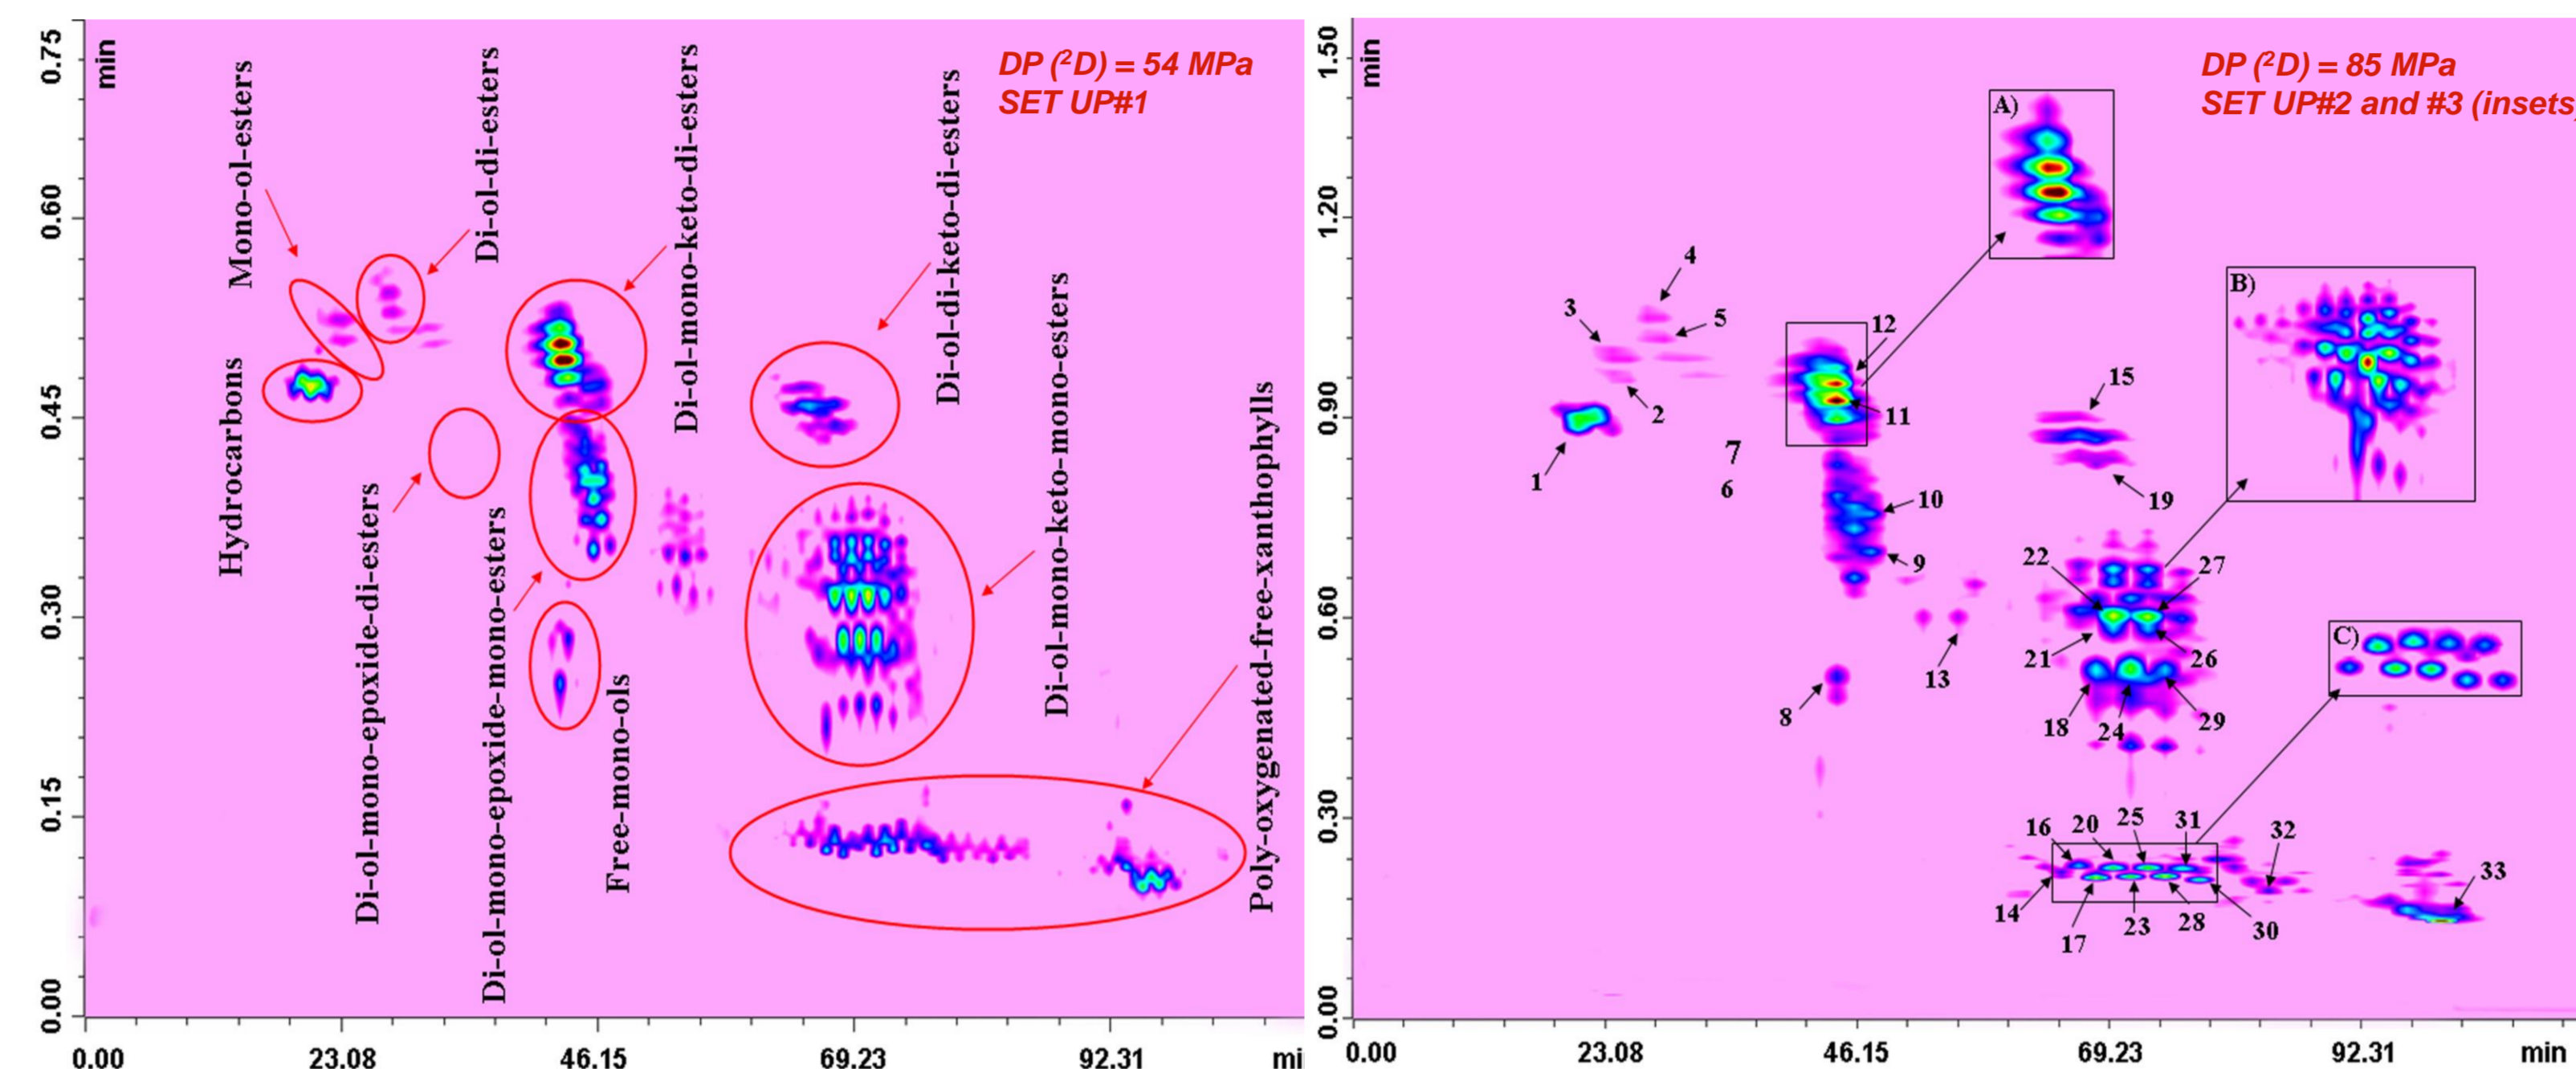 0.75
0.60
0.45
0.30
0.15
0.00
min
DP (²D) = 54 MPa
SET UP#1
Mono-ol-esters
Di-ol-di-esters
Di-ol-mono-keto-di-esters
Di-ol-di-keto-di-esters
Hydrocarbons
Di-ol-mono-epoxide-di-esters
Di-ol-mono-epoxide-mono-esters
Free-mono-ols
Di-ol-mono-keto-mono-esters
Poly-oxygenated-free-xanthophylls
0.00 23.08 46.15 69.23 92.31 mi
1.50
1.20
0.90
0.60
0.30
0.00
min
DP (²D) = 85 MPa
SET UP#2 and #3 (insets)
A)
4
3
5
B)
12
2
11
15
7
1
6
19
10
22
27
9
C)
21
26
13
8
18
24
29
16
20
25
31
32
33
14
17
23
28
30
0.00 23.08 46.15 69.23 92.31 min